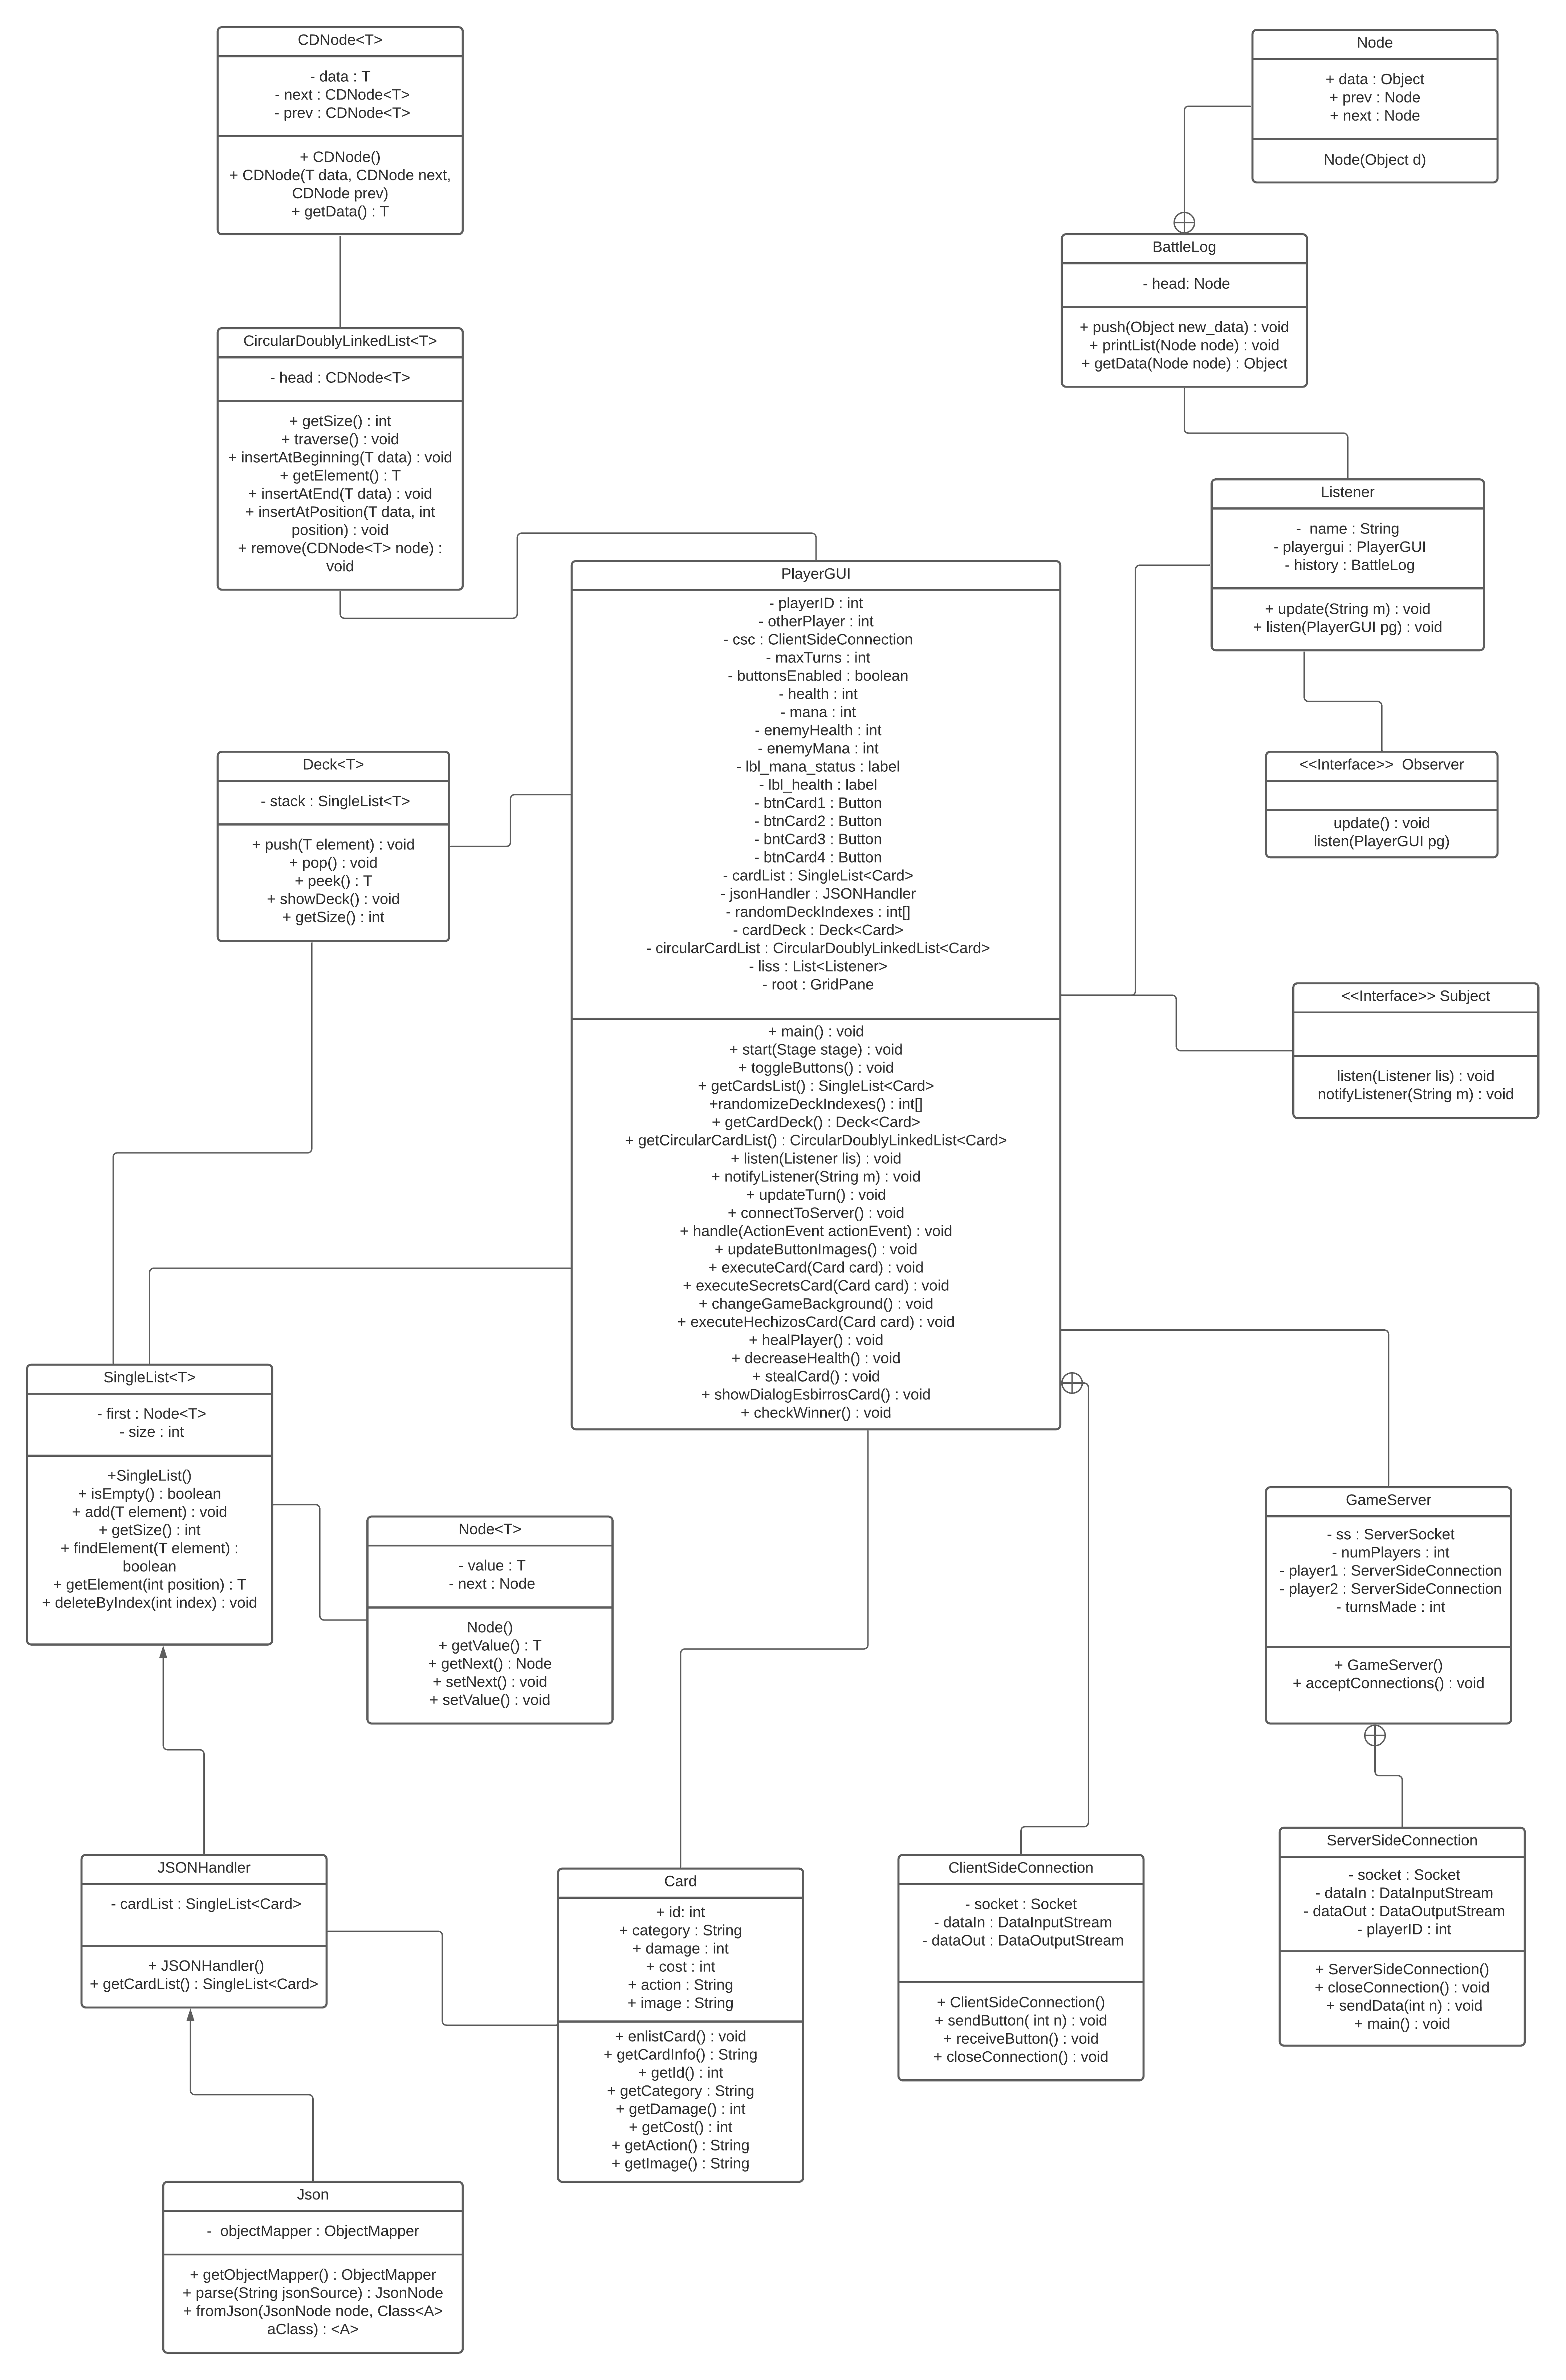 CDNode<T>
- data : T
- next : CDNode<T>
- prev : CDNode<T>
+ CDNode()
+ CDNode(T data, CDNode next,
CDNode prev)
+ getData() : T
Node
+ data : Object
+ prev : Node
+ next : Node
Node(Object d)
BattleLog
- head: Node
+ push(Object new_data) : void
+ printList(Node node) : void
+ getData(Node node) : Object
CircularDoublyLinkedList<T>
- head : CDNode<T>
+ getSize() : int
+ traverse() : void
+ insertAtBeginning(T data) : void
+ getElement() : T
+ insertAtEnd(T data) : void
+ insertAtPosition(T data, int
position) : void
+ remove(CDNode<T> node) :
void
Listener
-  name : String
- playergui : PlayerGUI
- history : BattleLog
+ update(String m) : void
+ listen(PlayerGUI pg) : void
PlayerGUI
- playerID : int
- otherPlayer : int
- csc : ClientSideConnection
- maxTurns : int
- buttonsEnabled : boolean
- health : int
- mana : int
- enemyHealth : int
- enemyMana : int
- lbl_mana_status : label
- lbl_health : label
- btnCard1 : Button
- btnCard2 : Button
- bntCard3 : Button
- btnCard4 : Button
- cardList : SingleList<Card>
- jsonHandler : JSONHandler
- randomDeckIndexes : int[]
- cardDeck : Deck<Card>
- circularCardList : CircularDoublyLinkedList<Card>
- liss : List<Listener>
- root : GridPane
+ main() : void
+ start(Stage stage) : void
+ toggleButtons() : void
+ getCardsList() : SingleList<Card>
+randomizeDeckIndexes() : int[]
+ getCardDeck() : Deck<Card>
+ getCircularCardList() : CircularDoublyLinkedList<Card>
+ listen(Listener lis) : void
+ notifyListener(String m) : void
+ updateTurn() : void
+ connectToServer() : void
+ handle(ActionEvent actionEvent) : void
+ updateButtonImages() : void
+ executeCard(Card card) : void
+ executeSecretsCard(Card card) : void
+ changeGameBackground() : void
+ executeHechizosCard(Card card) : void
+ healPlayer() : void
+ decreaseHealth() : void
+ stealCard() : void
+ showDialogEsbirrosCard() : void
+ checkWinner() : void
Deck<T>
- stack : SingleList<T>
+ push(T element) : void
+ pop() : void
+ peek() : T
+ showDeck() : void
+ getSize() : int
<<Interface>>  Observer
update() : void
listen(PlayerGUI pg)
<<Interface>> Subject
listen(Listener lis) : void
notifyListener(String m) : void
SingleList<T>
- first : Node<T>
- size : int
+SingleList()
+ isEmpty() : boolean
+ add(T element) : void
+ getSize() : int
+ findElement(T element) :
boolean
+ getElement(int position) : T
+ deleteByIndex(int index) : void
Node<T>
- value : T
- next : Node
Node()
+ getValue() : T
+ getNext() : Node
+ setNext() : void
+ setValue() : void
GameServer
- ss : ServerSocket
- numPlayers : int
- player1 : ServerSideConnection
- player2 : ServerSideConnection
- turnsMade : int
+ GameServer()
+ acceptConnections() : void
JSONHandler
- cardList : SingleList<Card>
+ JSONHandler()
+ getCardList() : SingleList<Card>
Card
+ id: int
+ category : String
+ damage : int
+ cost : int
+ action : String
+ image : String
+ enlistCard() : void
+ getCardInfo() : String
+ getId() : int
+ getCategory : String
+ getDamage() : int
+ getCost() : int
+ getAction() : String
+ getImage() : String
ClientSideConnection
- socket : Socket
- dataIn : DataInputStream
- dataOut : DataOutputStream
+ ClientSideConnection()
+ sendButton( int n) : void
+ receiveButton() : void
+ closeConnection() : void
ServerSideConnection
- socket : Socket
- dataIn : DataInputStream
- dataOut : DataOutputStream
- playerID : int
+ ServerSideConnection()
+ closeConnection() : void
+ sendData(int n) : void
+ main() : void
Json
-  objectMapper : ObjectMapper
+ getObjectMapper() : ObjectMapper
+ parse(String jsonSource) : JsonNode
+ fromJson(JsonNode node, Class<A>
aClass) : <A>